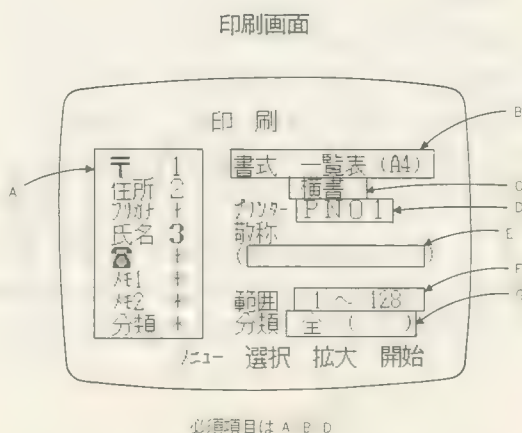 印刷画面
印刷
〒 1
住所 2
フリガナ +
氏名 3
☎ +
メモ1 +
メモ2 +
分類 +
書式 一覧表 (A4)
横書
プリンター PN01
敬称
( )
範囲 1 ~ 128
分類 全 ( )
メニュー 選択 拡大 開始
A
B
C
D
E
F
G
必須項目は A B D